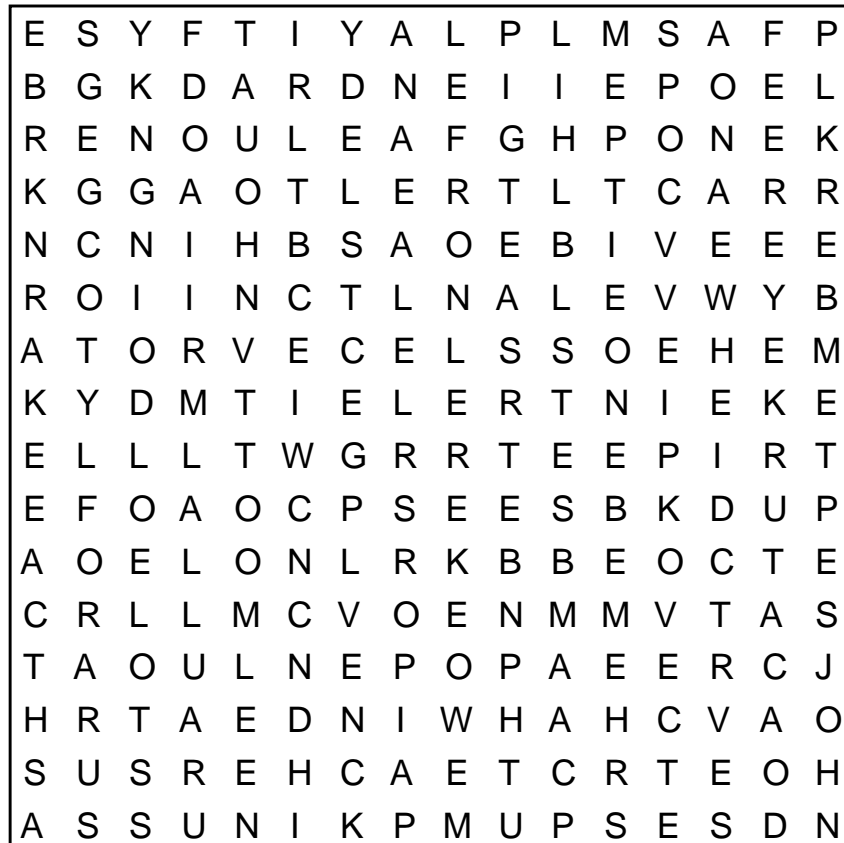 E S Y F T I Y A L P L M S A F P
B G K D A R D N E I I E P O E L
R E N O U L E A F G H P O N E K
K G G A O T L E R T L T C A R R
N C N I H B S A O E B I V E E E
R O I I N C T L N A L E V W Y B
A T O R V E C E L S S O E H E M
K Y D M T I E L E R T N I E K E
E L L L T W G R R T E E P I R T
E F O A O C P S E E S B K D U P
A O E L O N L R K B B E O C T E
C R L L M C V O E N M M V T A S
T A O U L N E P O P A E E R C J
H R T A E D N I W H A H C V A O
S U S R E H C A E T C R T E O H
A S S U N I K P M U P S E S D N